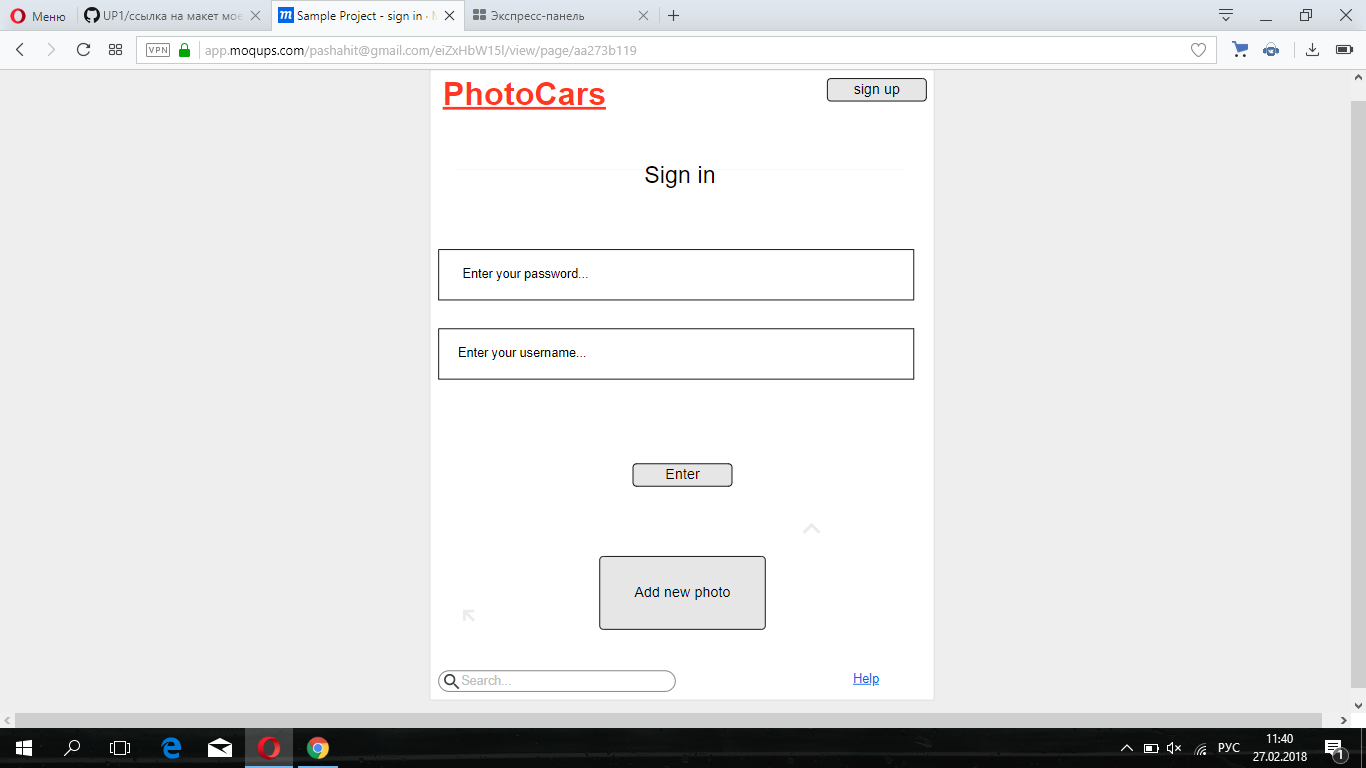 Меню
UP1/ссылка на макет мое
Sample Project - sign in ·
Экспресс-панель
VPN
app.moqups.com/pashahit@gmail.com/eiZxHbW15l/view/page/aa273b119
PhotoCars
sign up
Sign in
Enter your password...
Enter your username...
Enter
Add new photo
Search...
Help
РУС
11:40
27.02.2018
1